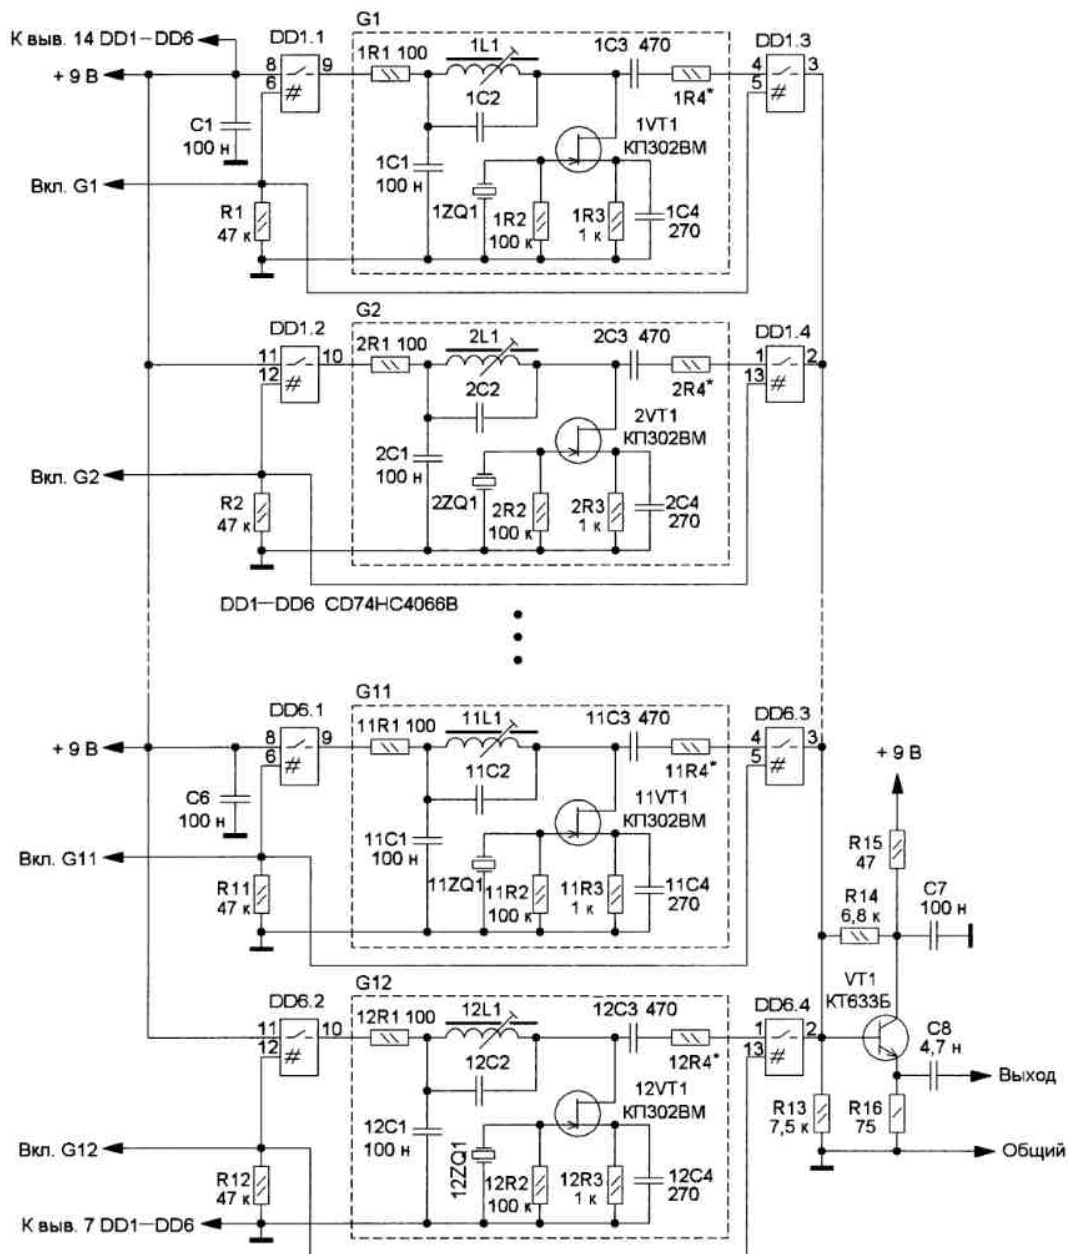 G1
К выв. 14 DD1—DD6
DD1.1
1R1 100
1L1
1C3 470
DD1.3
+ 9 В
8
9
4
3
6
#
1C2
1R4*
5
#
C1
100 н
1VT1
КП302ВМ
1C1
100 н
Вкл. G1
1ZQ1
R1
47 к
1R2
100 к
1R3
1 к
1C4
270
G2
DD1.2
2R1 100
2L1
2C3 470
DD1.4
11
10
1
2
12
#
2C2
2R4*
13
#
2VT1
КП302ВМ
2C1
100 н
Вкл. G2
2ZQ1
R2
47 к
2R2
100 к
2R3
1 к
2C4
270
DD1—DD6 CD74HC4066B
G11
DD6.1
11R1 100
11L1
11C3 470
DD6.3
+ 9 В
8
9
4
3
6
#
11C2
11R4*
5
#
+ 9 В
C6
100 н
11VT1
КП302ВМ
11C1
100 н
R15
47
Вкл. G11
11ZQ1
R11
47 к
11R2
100 к
11R3
1 к
11C4
270
R14
6,8 к
C7
100 н
G12
DD6.2
12R1 100
12L1
12C3 470
DD6.4
VT1
КТ633Б
11
10
1
2
12
#
12C2
12R4*
13
#
C8
4,7 н
Выход
12VT1
КП302ВМ
12C1
100 н
R13
7,5 к
R16
75
Вкл. G12
12ZQ1
Общий
R12
47 к
12R2
100 к
12R3
1 к
12C4
270
К выв. 7 DD1—DD6